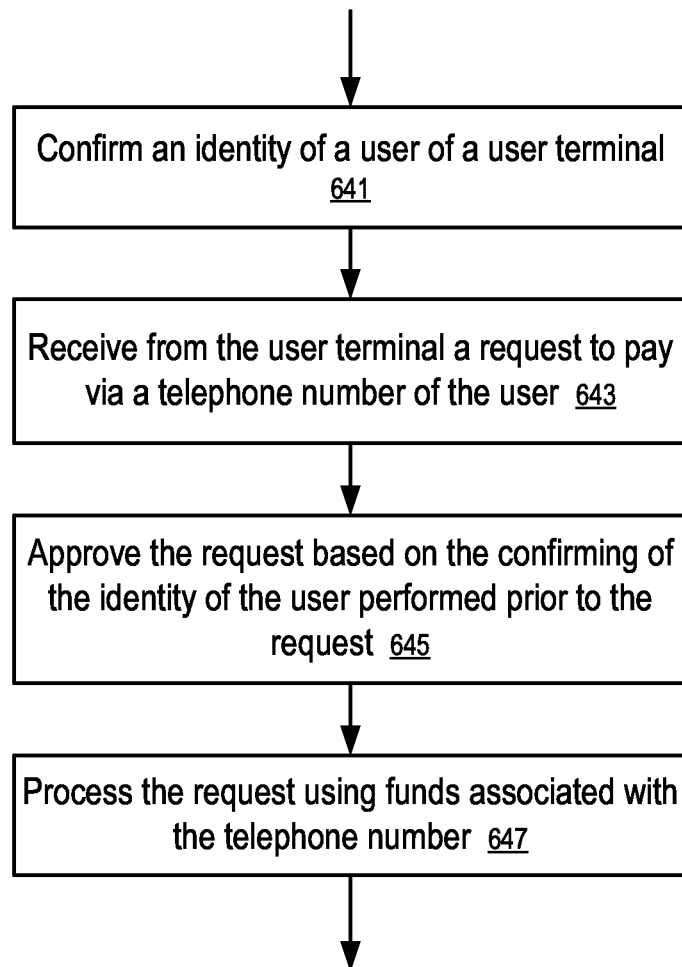 Confirm an identity of a user of a user terminal
641
Receive from the user terminal a request to pay
via a telephone number of the user 643
Approve the request based on the confirming of
the identity of the user performed prior to the
request 645
Process the request using funds associated with
the telephone number 647